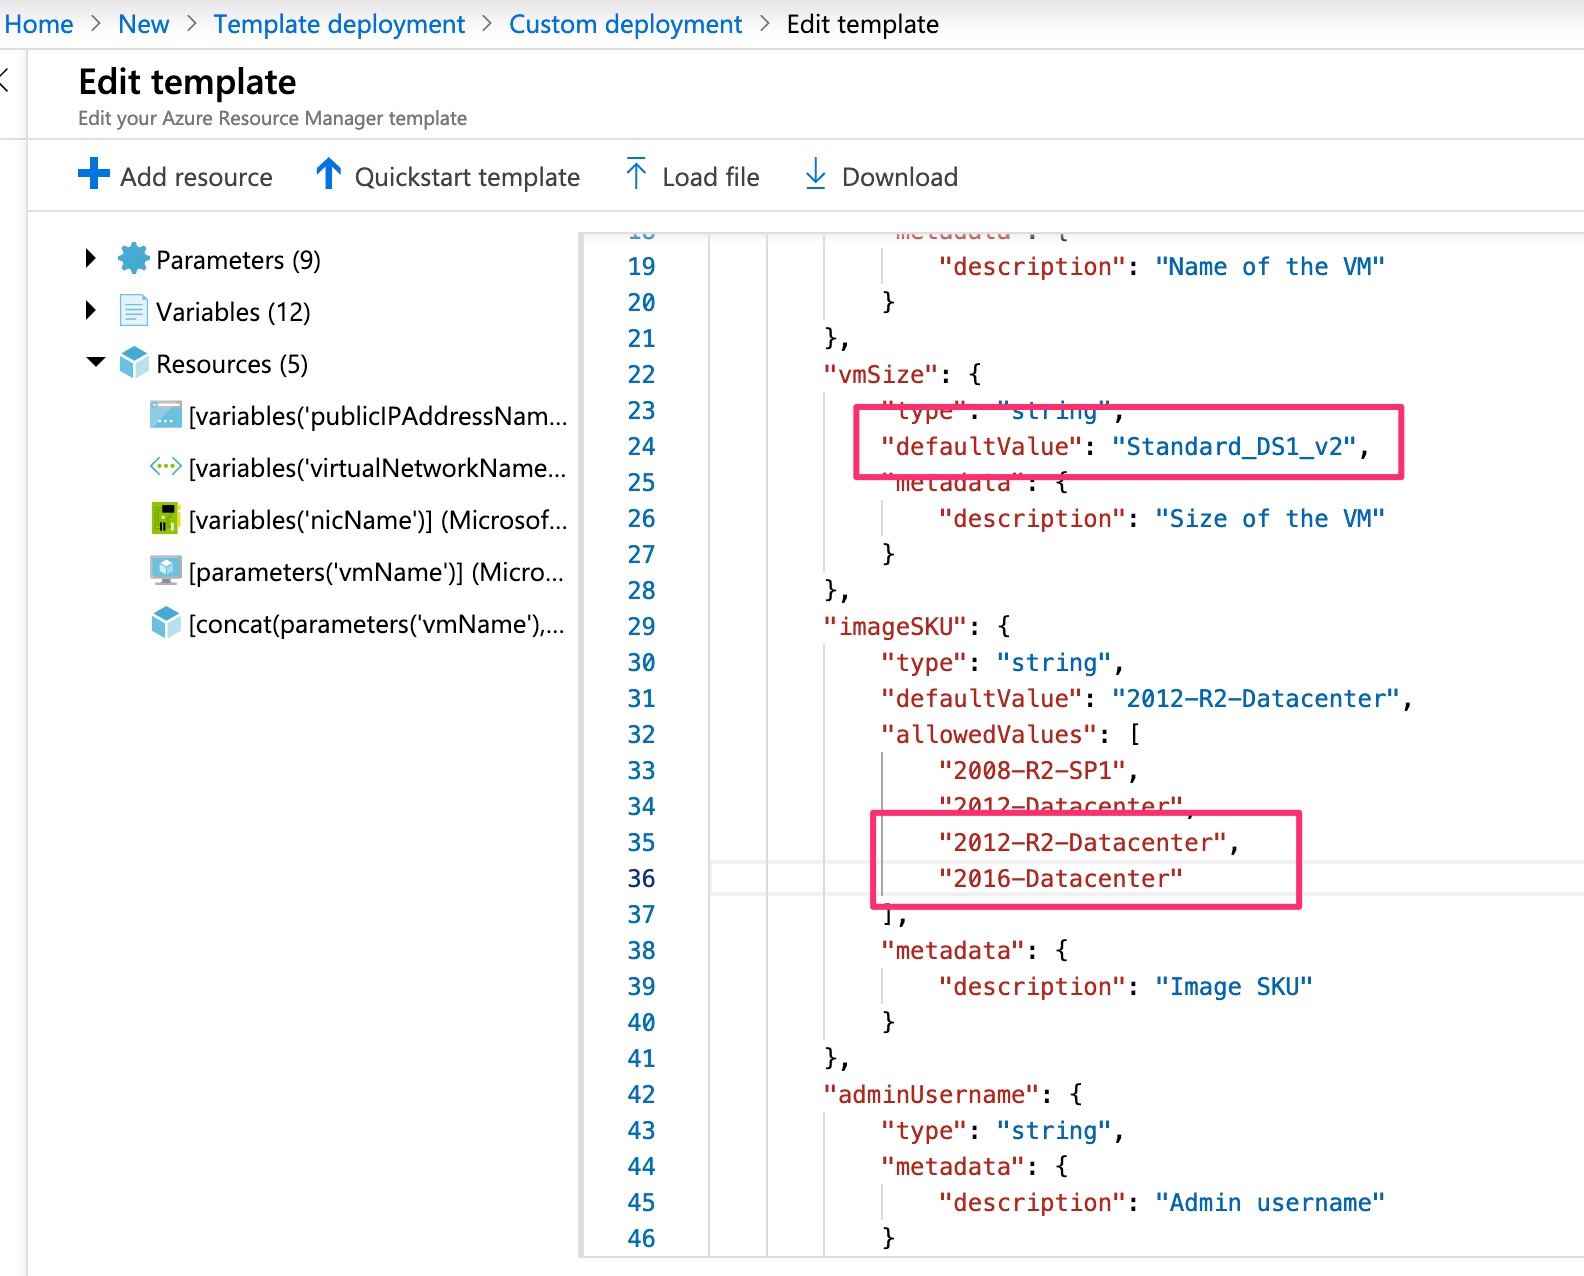 Home > New > Template deployment > Custom deployment > Edit template
Edit template
Edit your Azure Resource Manager template
Add resource Quickstart template Load file Download
Parameters (9)
Variables (12)
Resources (5)
[variables('publicIPAddressNam...
[variables('virtualNetworkName...
[variables('nicName')] (Microsof...
[parameters('vmName')] (Micro...
[concat(parameters('vmName'),...
18 "metadata": {
19 "description": "Name of the VM"
20 }
21 },
22 "vmSize": {
23 "type": "string",
24 "defaultValue": "Standard_DS1_v2",
25 "metadata": {
26 "description": "Size of the VM"
27 }
28 },
29 "imageSKU": {
30 "type": "string",
31 "defaultValue": "2012-R2-Datacenter",
32 "allowedValues": [
33 "2008-R2-SP1",
34 "2012-Datacenter",
35 "2012-R2-Datacenter",
36 "2016-Datacenter"
37 ],
38 "metadata": {
39 "description": "Image SKU"
40 }
41 },
42 "adminUsername": {
43 "type": "string",
44 "metadata": {
45 "description": "Admin username"
46 }